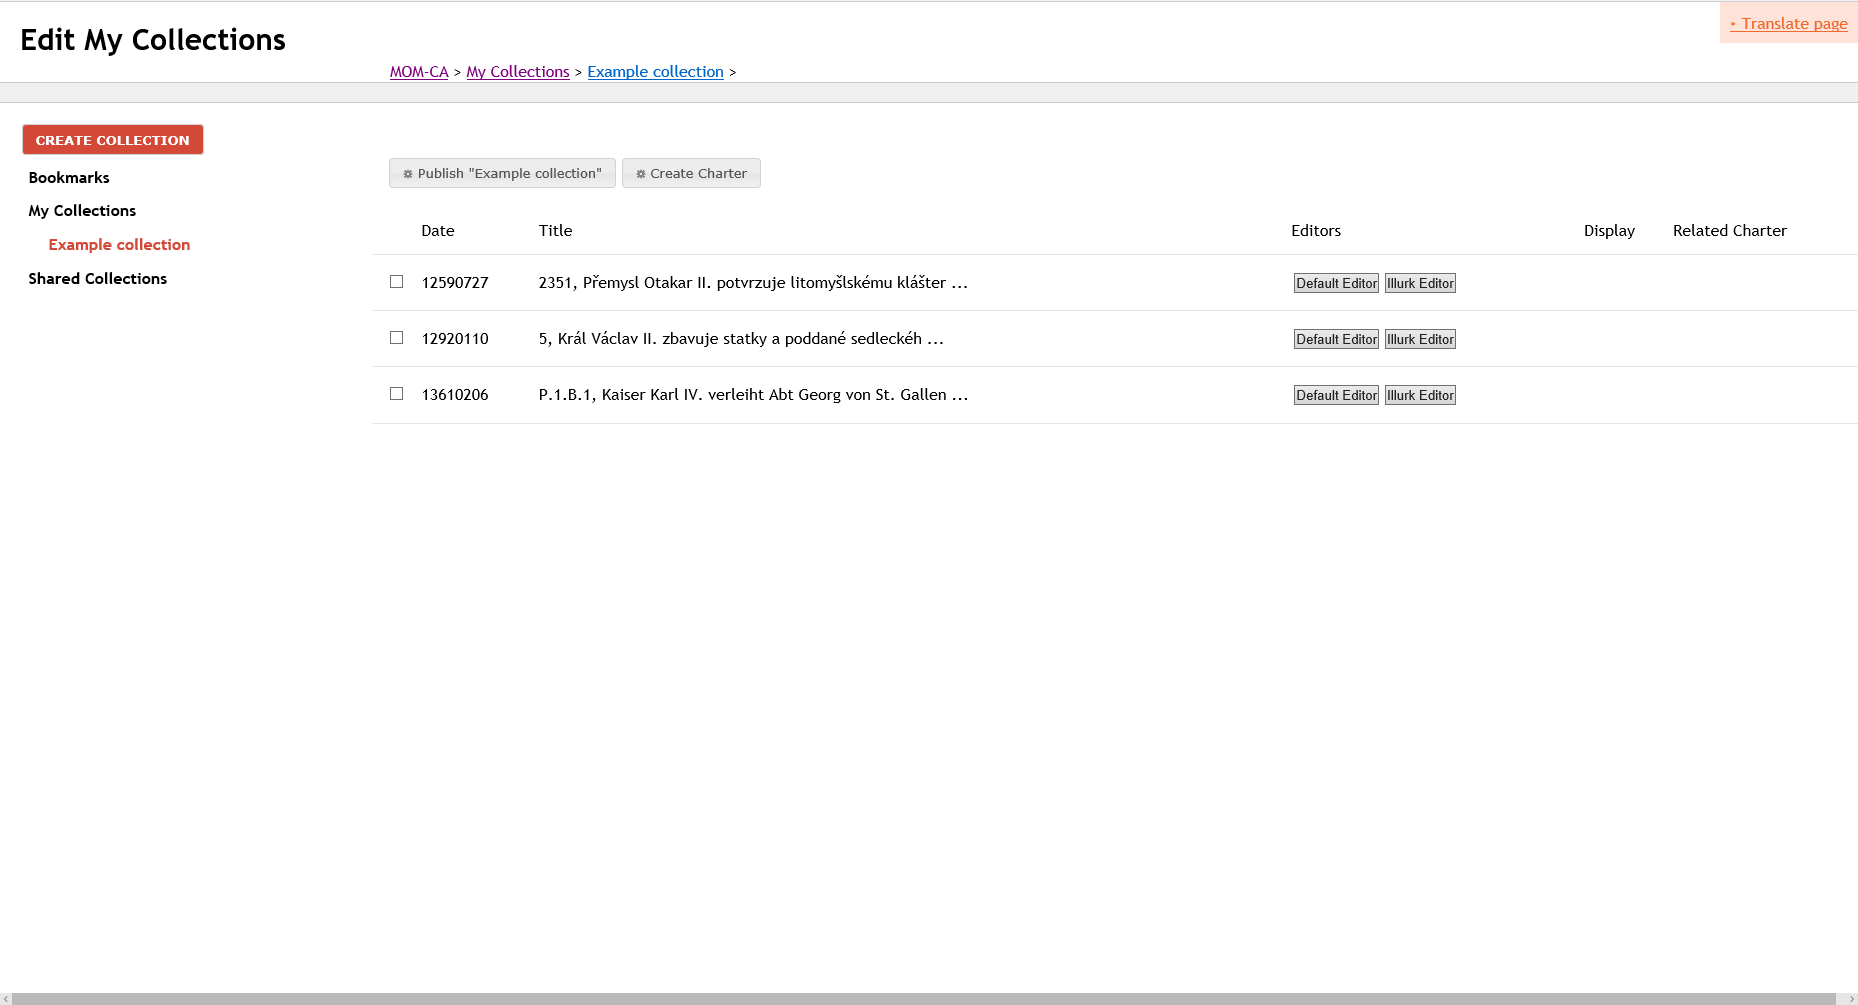 Translate page
Edit My Collections
MOM-CA > My Collections > Example collection >
CREATE COLLECTION
Bookmarks
My Collections
Example collection
Shared Collections
Publish "Example collection" Create Charter
Date Title Editors Display Related Charter
12590727 2351, Přemysl Otakar II. potvrzuje litomyšlskému klášter ... Default Editor Illurk Editor
12920110 5, Král Václav II. zbavuje statky a poddané sedleckéh ... Default Editor Illurk Editor
13610206 P.1.B.1, Kaiser Karl IV. verleiht Abt Georg von St. Gallen ... Default Editor Illurk Editor